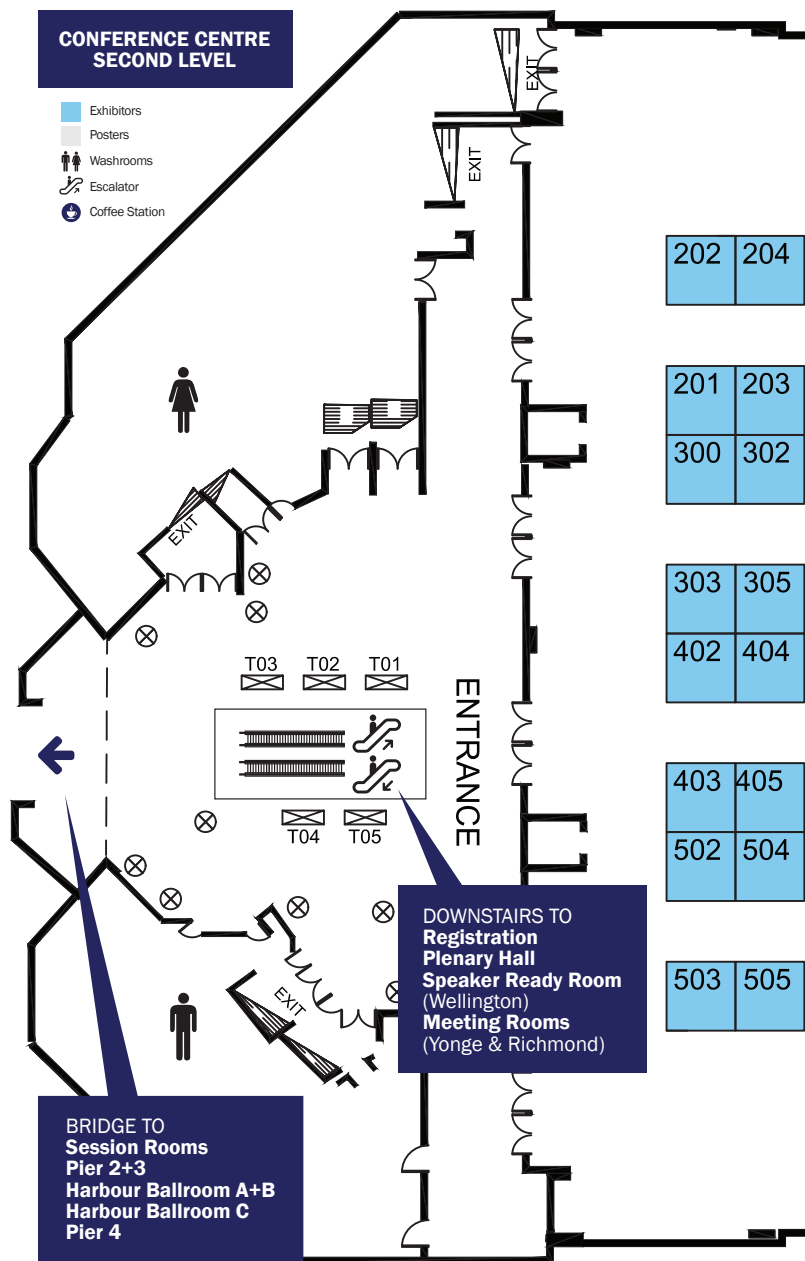 CONFERENCE CENTRE
SECOND LEVEL
Exhibitors
Posters
Washrooms
Escalator
Coffee Station
EXIT
EXIT
202 204
201 203
300 302
EXIT
303 305
402 404
T03 T02 T01
ENTRANCE
403 405
502 504
T04 T05
DOWNSTAIRS TO
Registration
Plenary Hall
Speaker Ready Room
(Wellington)
Meeting Rooms
(Yonge & Richmond)
503 505
EXIT
BRIDGE TO
Session Rooms
Pier 2+3
Harbour Ballroom A+B
Harbour Ballroom C
Pier 4